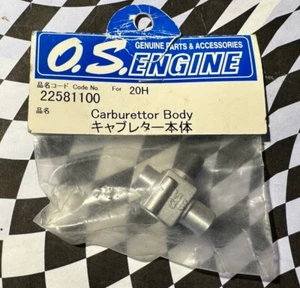 GENUINE PARTS & ACCESSORIES
O.S.ENGINE
品名コード Code No. For 20H
22581100
品名 Carburettor Body
キャブレター本体